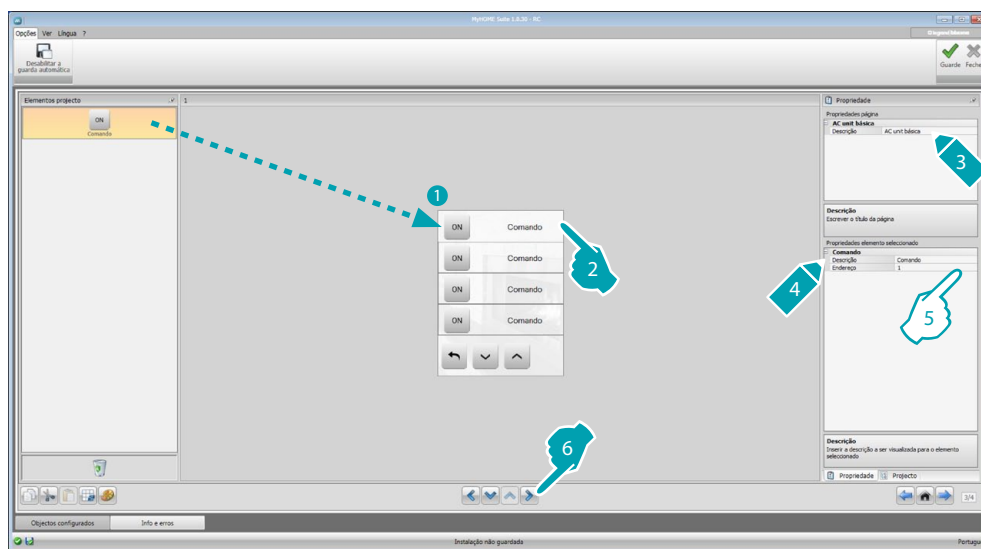 MyHOME Suite 1.0.30 - RC
Opções Ver Língua ?
Desabilitar a
guarda automática
Guarde Feche
Elementos projecto
1
Propriedade
ON
Comando
Propriedades página
AC unit básica
Descrição AC unit básica
3
Descrição
Escrever o título da página
1
ON Comando
2
ON Comando
ON Comando
ON Comando
Propriedades elemento seleccionado
Comando
Descrição Comando
Endereço 1
4
5
6
Descrição
Inserir a descrição a ser visualizada para o elemento
seleccionado
Propriedade Projecto
3/4
Objectos configurados Info e erros
Instalação não guardada